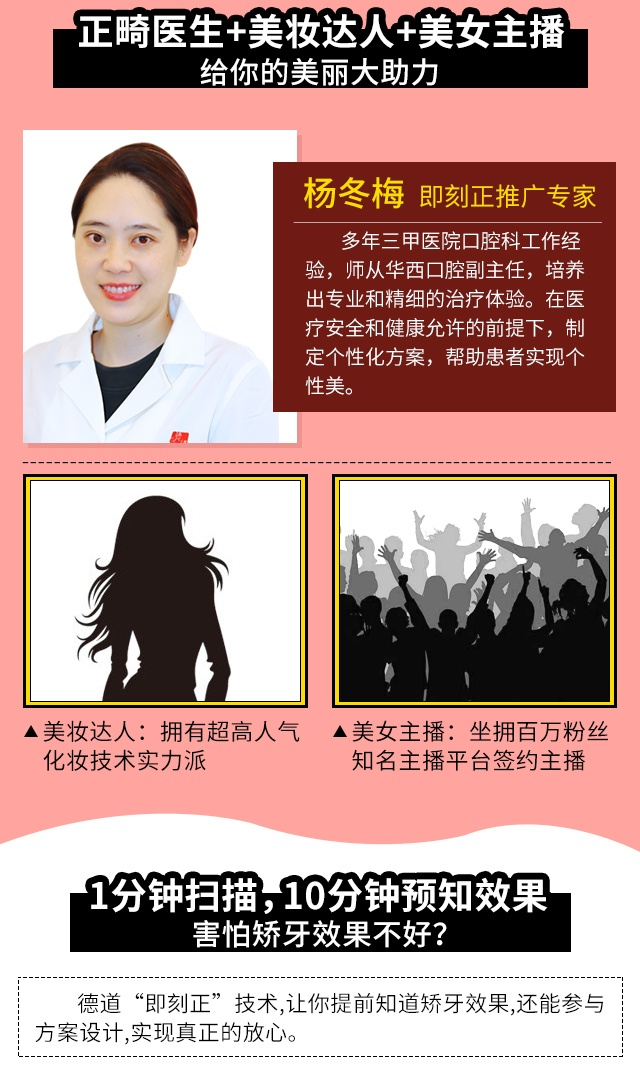 正畸医生+美妆达人+美女主播
给你的美丽大助力
杨冬梅 即刻正推广专家
多年三甲医院口腔科工作经
验，师从华西口腔副主任，培养
出专业和精细的治疗体验。在医
疗安全和健康允许的前提下，制
定个性化方案，帮助患者实现个
性美。
▲美妆达人：拥有超高人气
化妆技术实力派
▲美女主播：坐拥百万粉丝
知名主播平台签约主播
1分钟扫描，10分钟预知效果
害怕矫牙效果不好？
德道“即刻正”技术,让你提前知道矫牙效果,还能参与
方案设计,实现真正的放心。